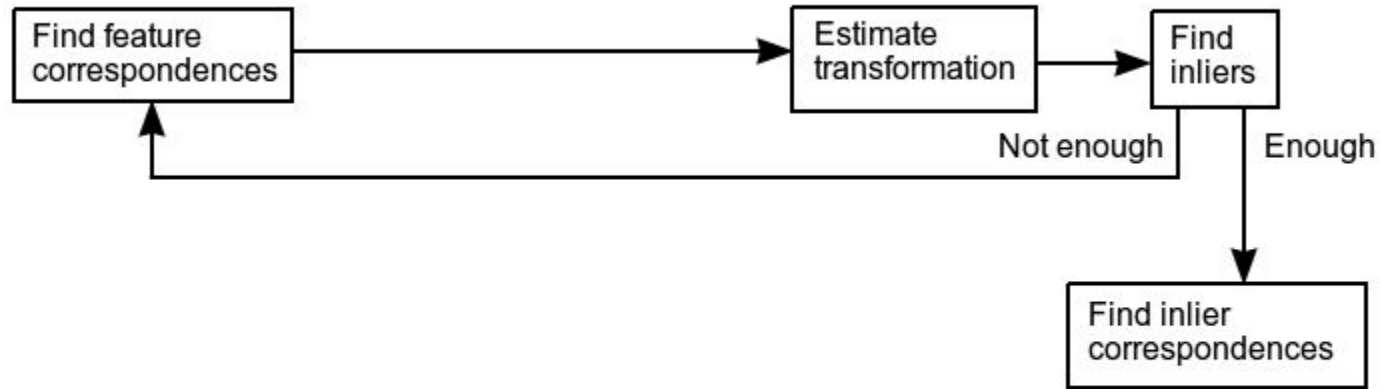 Find feature
correspondences
Estimate
transformation
Find
inliers
Not enough
Enough
Find inlier
correspondences